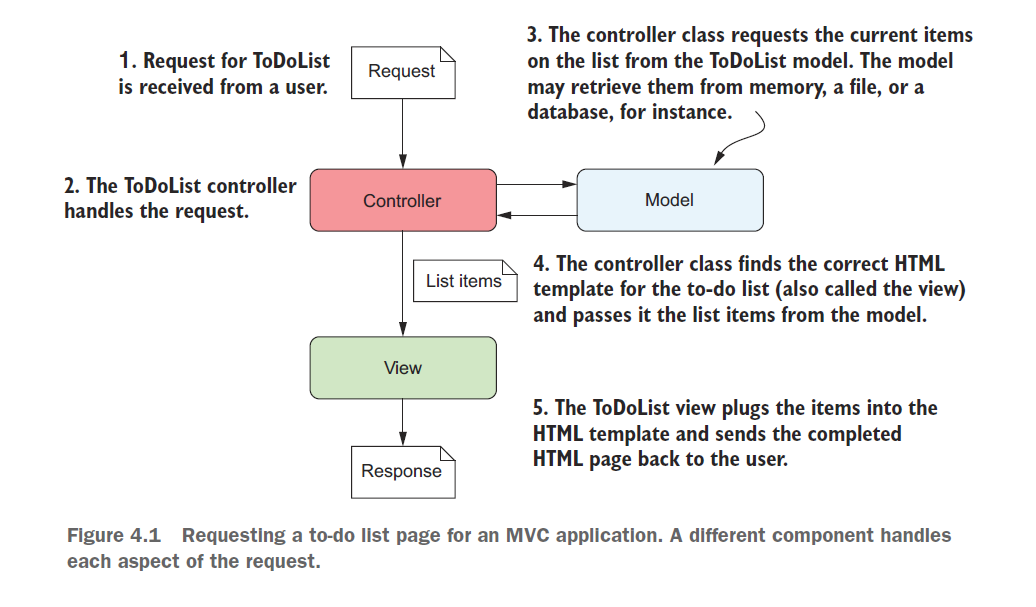 1. Request for ToDoList
is received from a user.
Request
3. The controller class requests the current items
on the list from the ToDoList model. The model
may retrieve them from memory, a file, or a
database, for instance.
2. The ToDoList controller
handles the request.
Controller
Model
List items
4. The controller class finds the correct HTML
template for the to-do list (also called the view)
and passes it the list items from the model.
View
5. The ToDoList view plugs the items into the
HTML template and sends the completed
HTML page back to the user.
Response
Figure 4.1 Requesting a to-do list page for an MVC application. A different component handles
each aspect of the request.